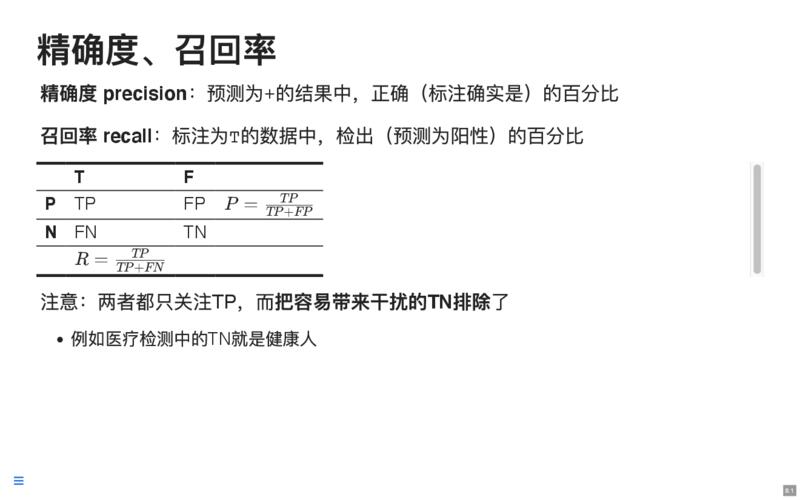 精确度、召回率
精确度 precision：预测为+的结果中，正确（标注确实是）的百分比
召回率 recall：标注为T的数据中，检出（预测为阳性）的百分比
T F
P TP FP P = TP/(TP+FP)
N FN TN
R = TP/(TP+FN)
注意：两者都只关注TP，而把容易带来干扰的TN排除了
• 例如医疗检测中的TN就是健康人